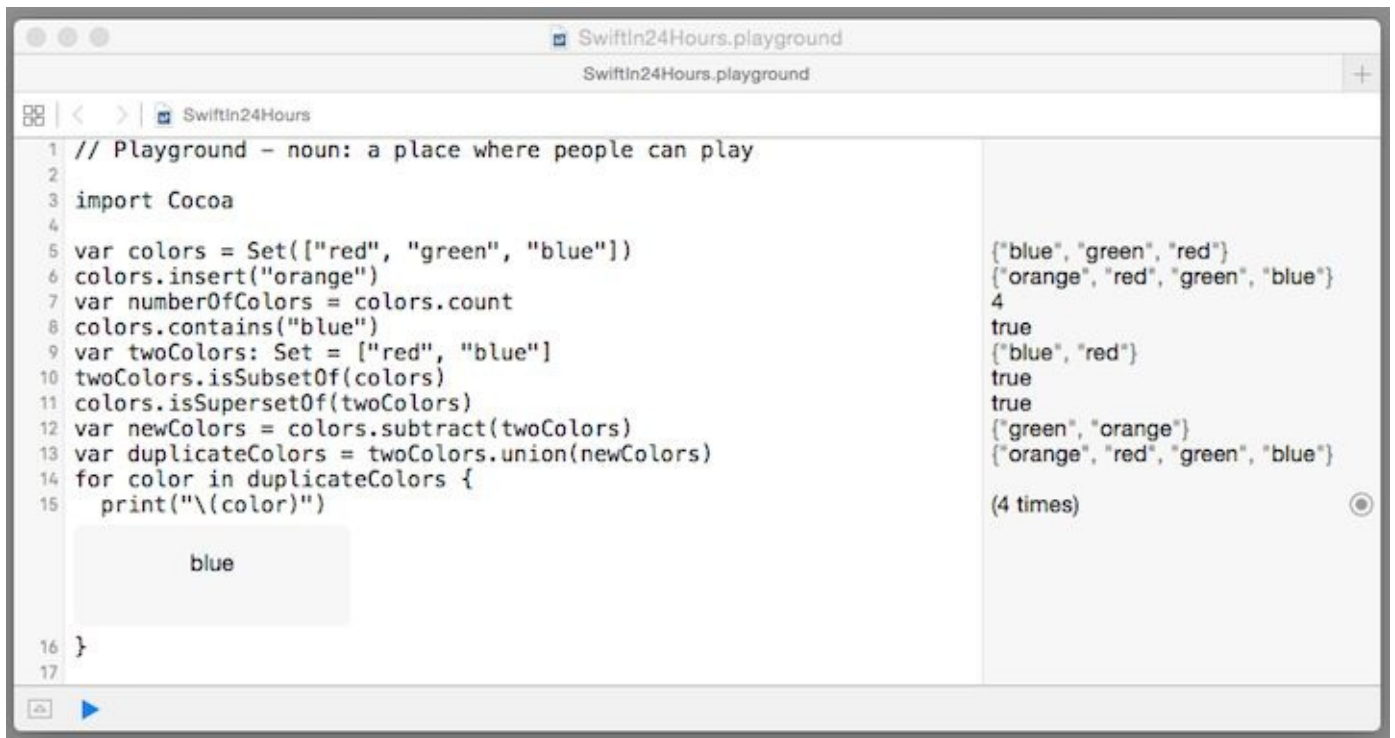 SwiftIn24Hours.playground
SwiftIn24Hours.playground
SwiftIn24Hours
1 // Playground – noun: a place where people can play
2
3 import Cocoa
4
5 var colors = Set(["red", "green", "blue"]) {"blue", "green", "red"}
6 colors.insert("orange") {"orange", "red", "green", "blue"}
7 var numberOfColors = colors.count 4
8 colors.contains("blue") true
9 var twoColors: Set = ["red", "blue"] {"blue", "red"}
10 twoColors.isSubsetOf(colors) true
11 colors.isSupersetOf(twoColors) true
12 var newColors = colors.subtract(twoColors) {"green", "orange"}
13 var duplicateColors = twoColors.union(newColors) {"orange", "red", "green", "blue"}
14 for color in duplicateColors {
15 print("\(color)") (4 times)
blue
16 }
17